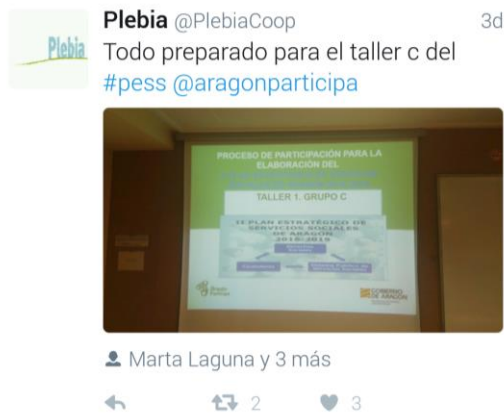 Plebia @PlebiaCoop 3d
Plebia
Todo preparado para el taller c del
#pess @aragonparticipa
PROCESO DE PARTICIPACIÓN PARA LA
ELABORACIÓN DEL
TALLER 1. GRUPO C
II PLAN ESTRATÉGICO DE
SERVICIOS SOCIALES
DE ARAGÓN
GOBIERNO
DE ARAGON
Marta Laguna y 3 más
2 3